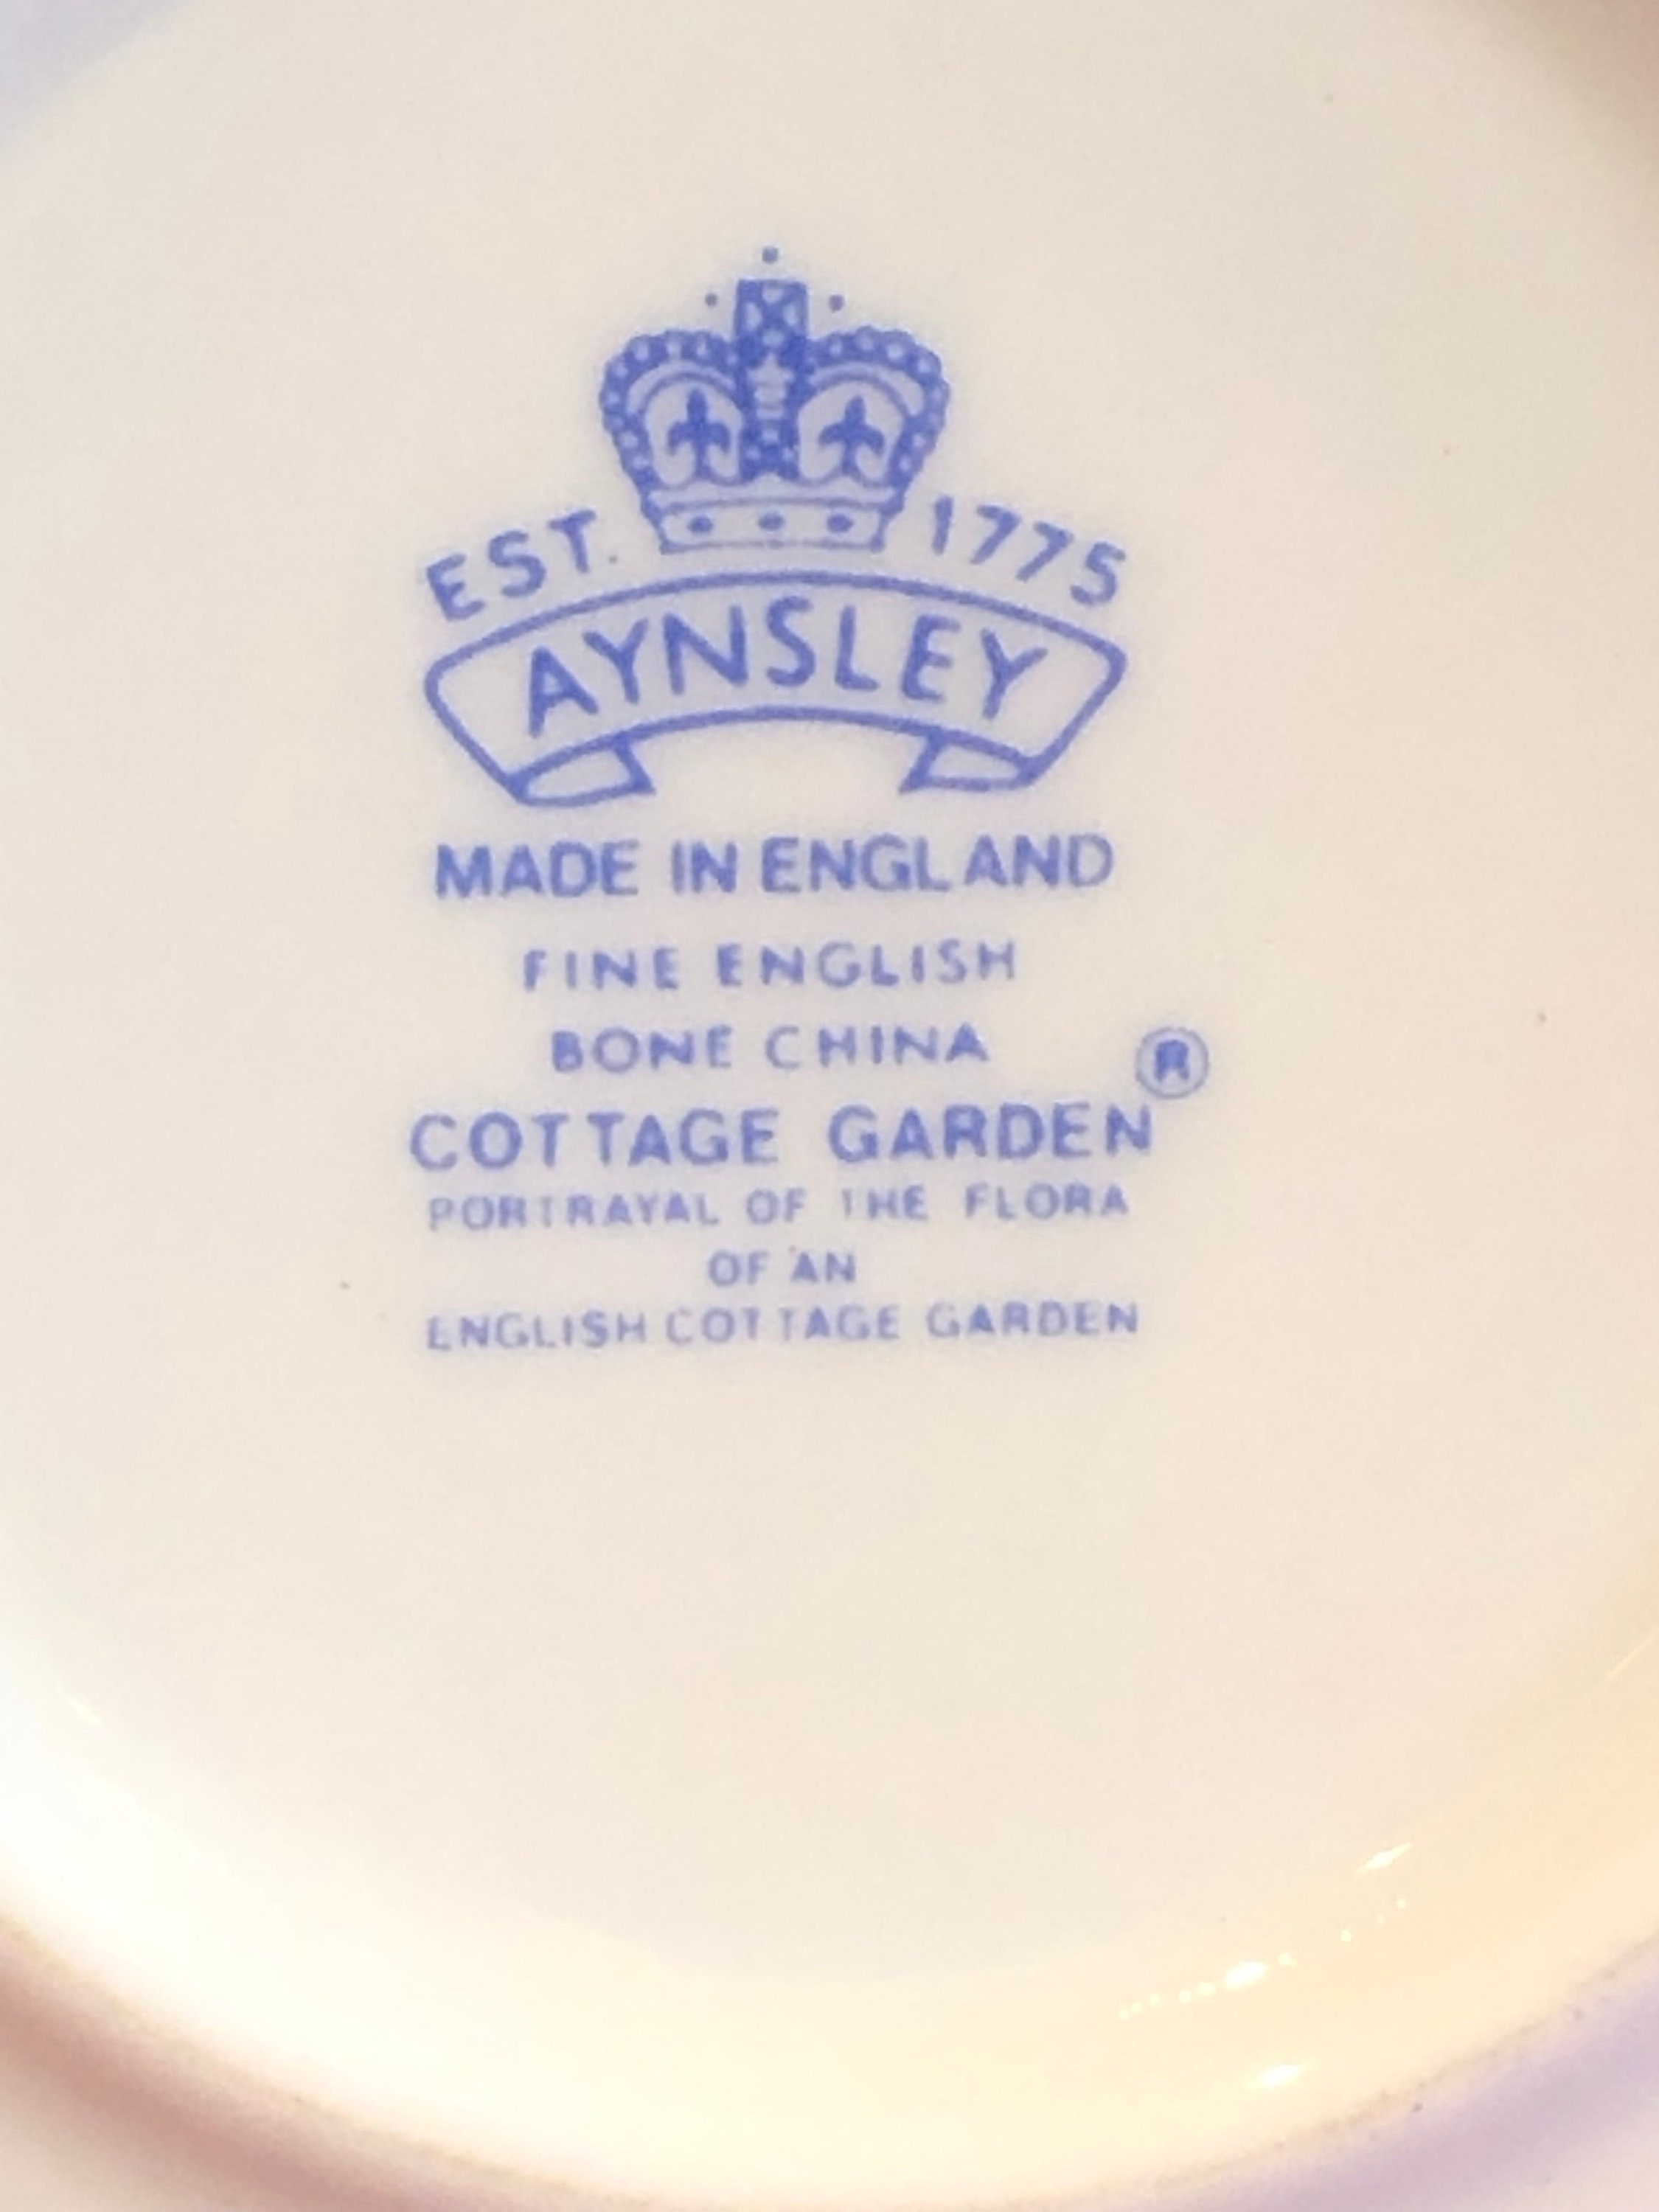 EST. 1775
AYNSLEY
MADE IN ENGLAND
FINE ENGLISH
BONE CHINA
COTTAGE GARDEN®
PORTRAYAL OF THE FLORA
OF AN
ENGLISH COTTAGE GARDEN